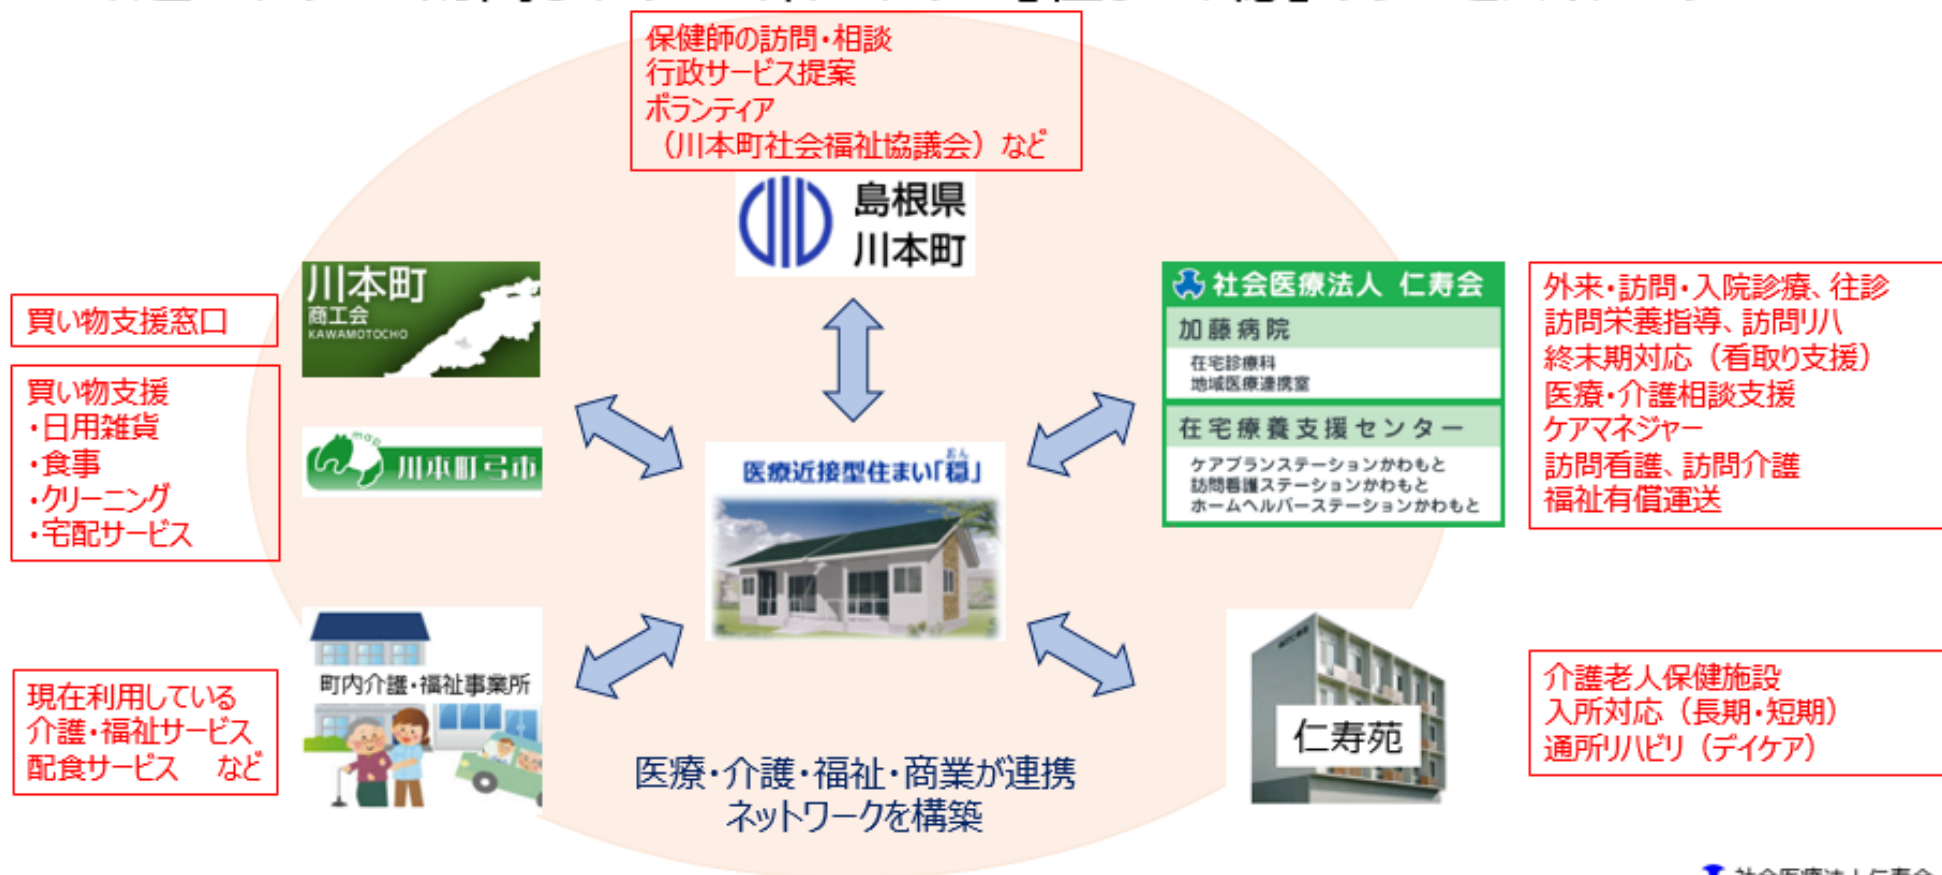 保健師の訪問・相談
行政サービス提案
ボランティア
（川本町社会福祉協議会）など
島根県
川本町
川本町
商工会
KAWAMOTOCHO
買い物支援窓口
買い物支援
・日用雑貨
・食事
・クリーニング
・宅配サービス
map
川本町弓市
社会医療法人 仁寿会
加藤病院
在宅診療科
地域医療連携室
在宅療養支援センター
ケアプランステーションかわもと
訪問看護ステーションかわもと
ホームヘルパーステーションかわもと
外来・訪問・入院診療、往診
訪問栄養指導、訪問リハ
終末期対応（看取り支援）
医療・介護相談支援
ケアマネジャー
訪問看護、訪問介護
福祉有償運送
おん
医療近接型住まい「穏」
町内介護・福祉事業所
現在利用している
介護・福祉サービス
配食サービス　など
仁寿苑
介護老人保健施設
入所対応（長期・短期）
通所リハビリ（デイケア）
医療・介護・福祉・商業が連携
ネットワークを構築
社会医療法人仁寿会